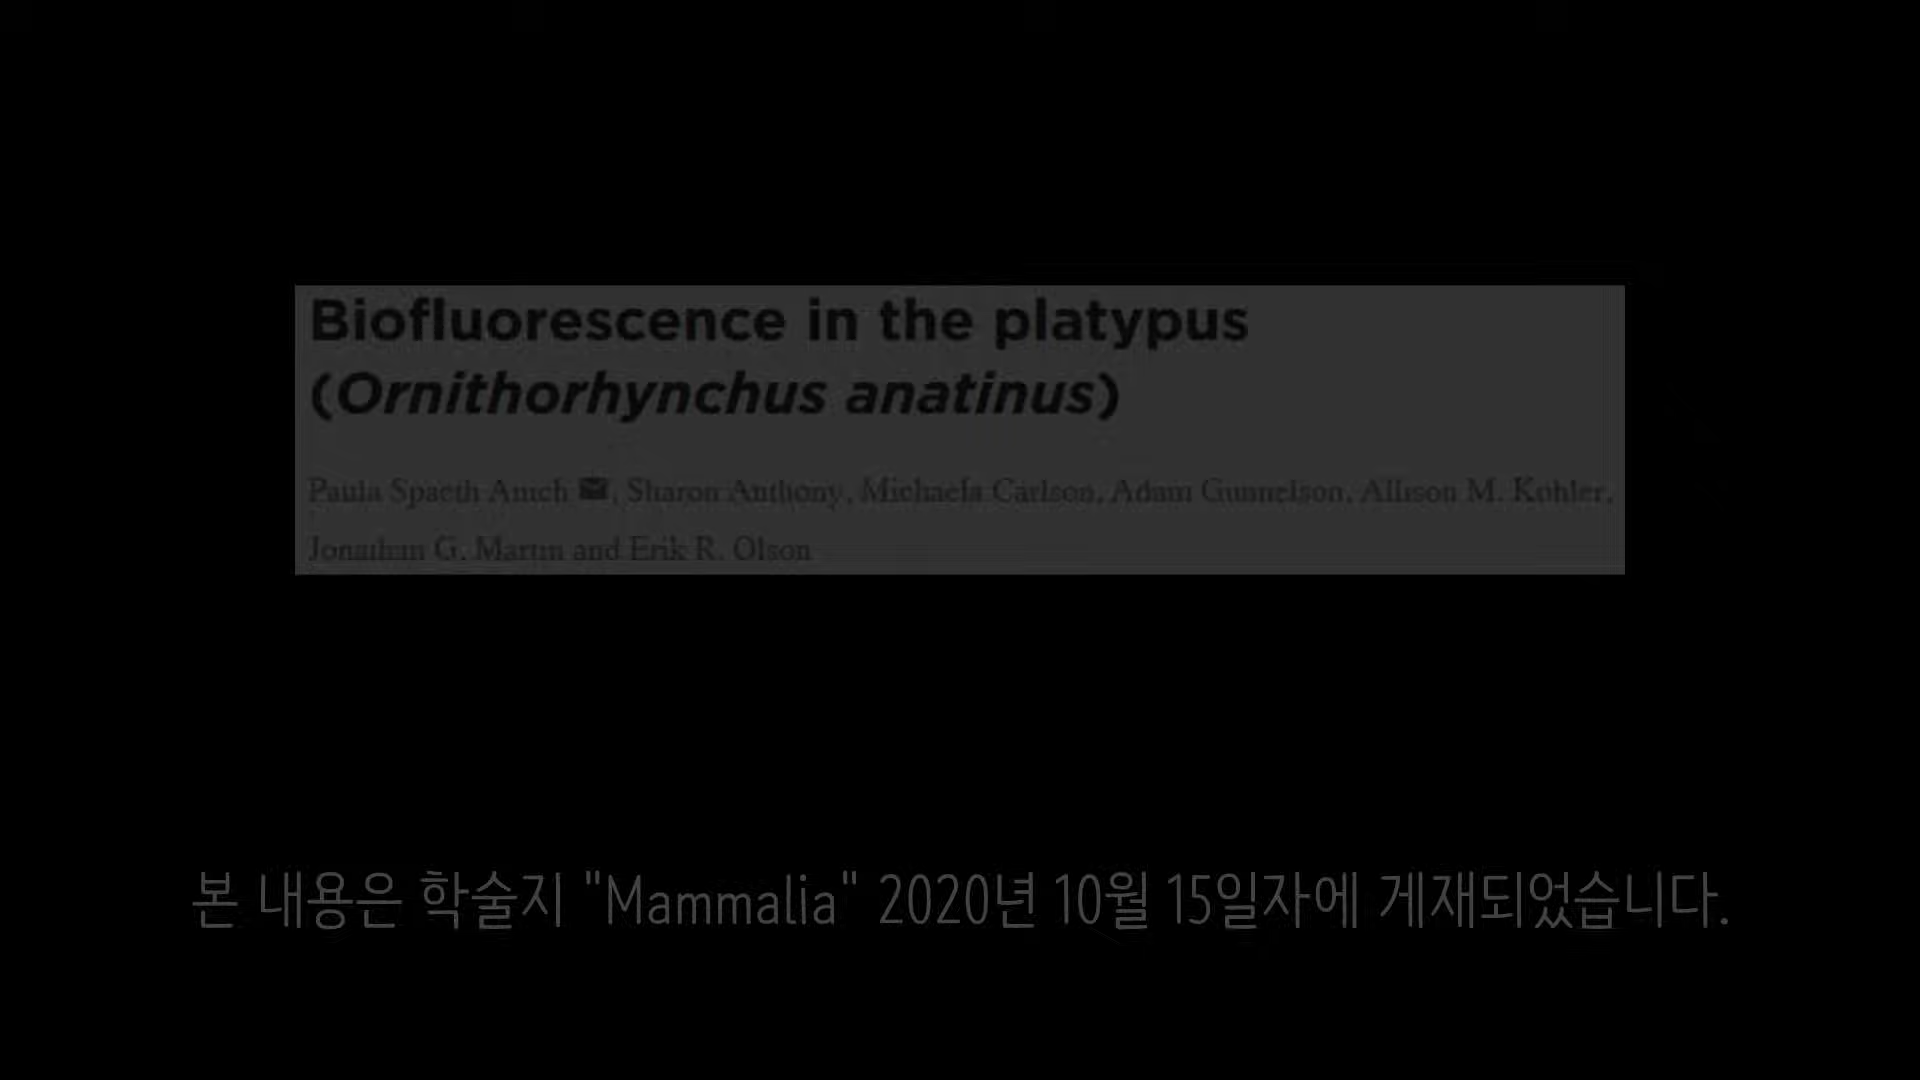 Biofluorescence in the platypus
(Ornithorhynchus anatinus)
Paula Spaeth Anich, Sharon Anthony, Michaela Carlson, Adam Gunnelson, Allison M. Kohler,
Jonathan G. Martin and Erik R. Olson
본 내용은 학술지 "Mammalia" 2020년 10월 15일자에 게재되었습니다.